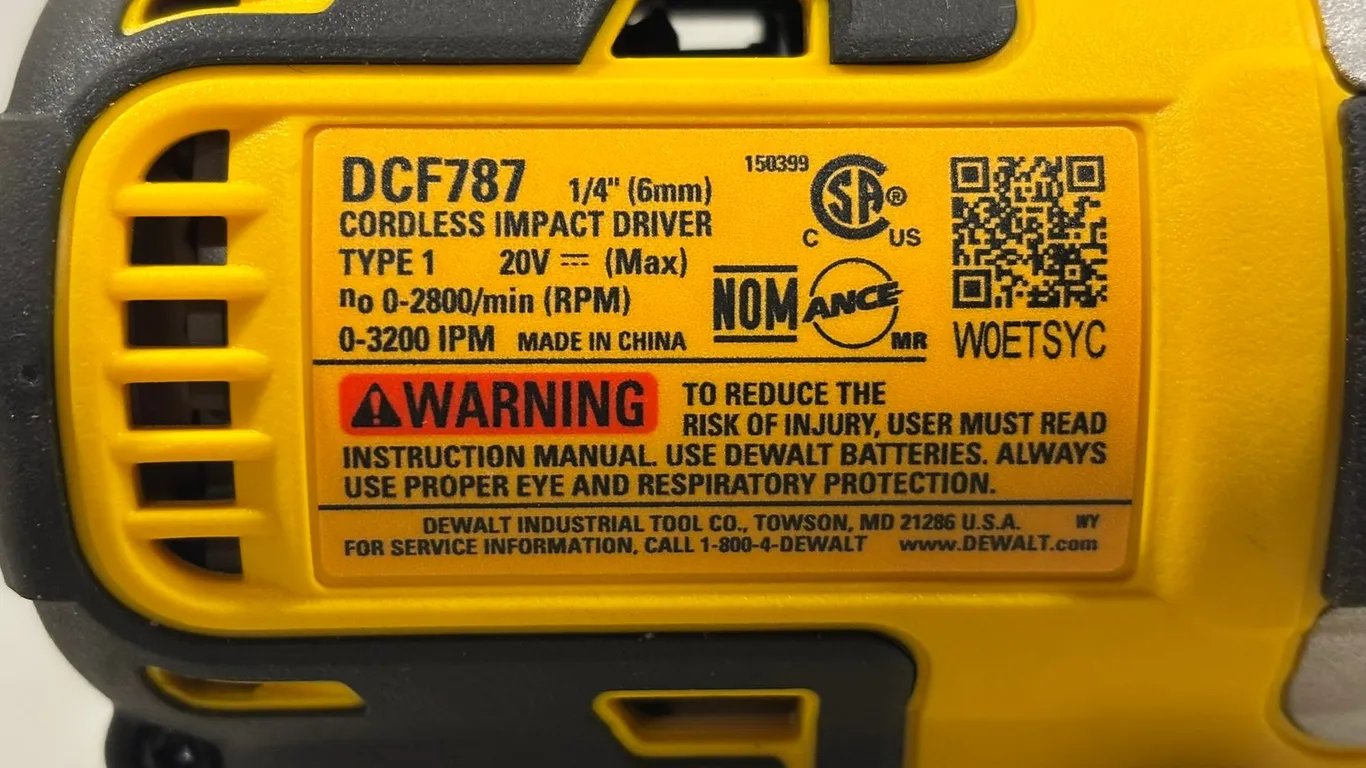 DCF787 1/4" (6mm)
CORDLESS IMPACT DRIVER
TYPE 1 20V ⎓ (Max)
no 0-2800/min (RPM)
0-3200 IPM MADE IN CHINA
150399
CSA®
C US
NOM ANCE
MR
W0ETSYC
WARNING TO REDUCE THE
RISK OF INJURY, USER MUST READ
INSTRUCTION MANUAL. USE DEWALT BATTERIES. ALWAYS
USE PROPER EYE AND RESPIRATORY PROTECTION.
DEWALT INDUSTRIAL TOOL CO., TOWSON, MD 21286 U.S.A. WY
FOR SERVICE INFORMATION, CALL 1-800-4-DEWALT www.DEWALT.com